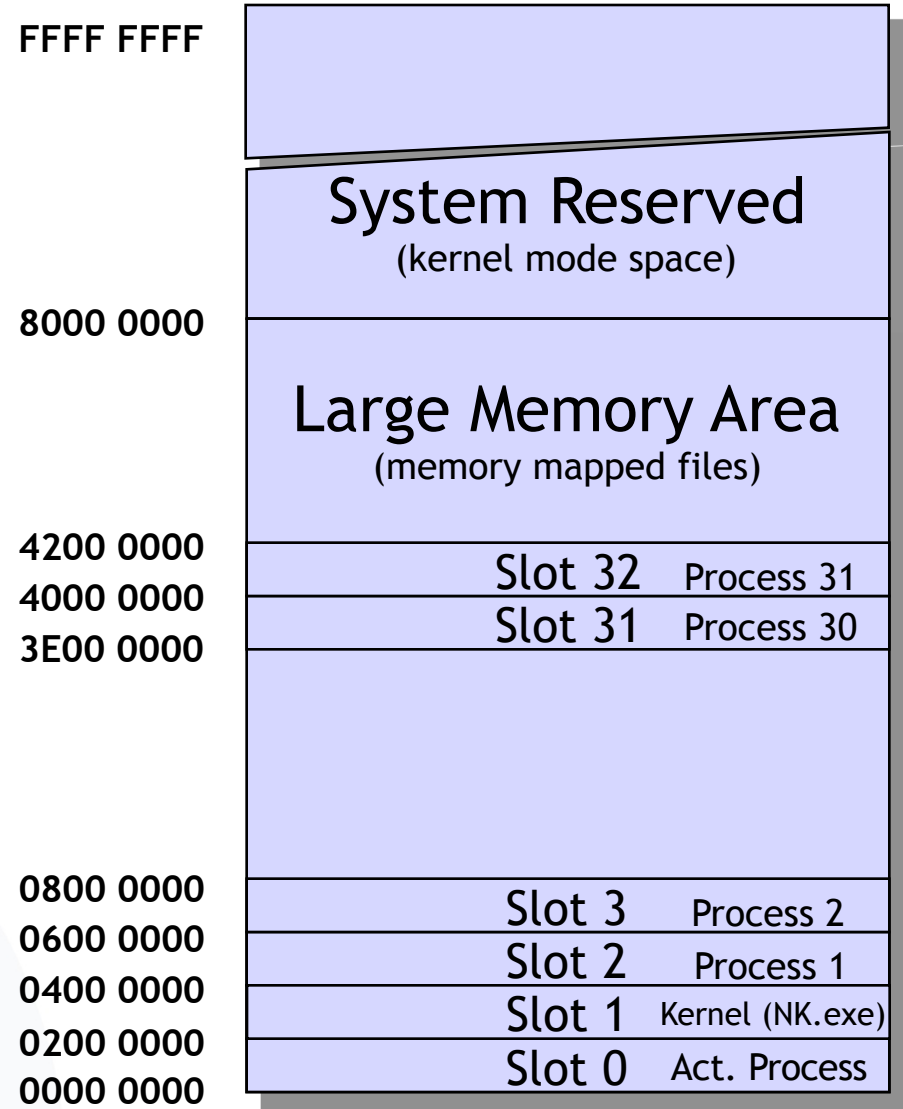 FFFF FFFF
System Reserved
(kernel mode space)
8000 0000
Large Memory Area
(memory mapped files)
4200 0000
Slot 32 Process 31
4000 0000
Slot 31 Process 30
3E00 0000
0800 0000
Slot 3 Process 2
0600 0000
Slot 2 Process 1
0400 0000
Slot 1 Kernel (NK.exe)
0200 0000
Slot 0 Act. Process
0000 0000